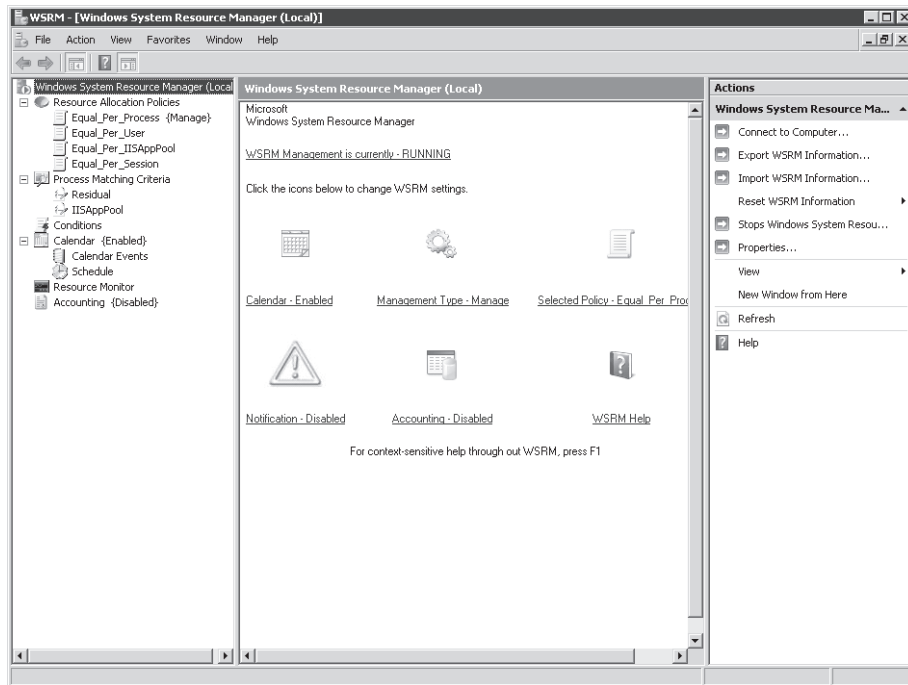 WSRM - [Windows System Resource Manager (Local)]
File Action View Favorites Window Help
Windows System Resource Manager (Local
Resource Allocation Policies
Equal_Per_Process {Manage}
Equal_Per_User
Equal_Per_IISAppPool
Equal_Per_Session
Process Matching Criteria
Residual
IISAppPool
Conditions
Calendar {Enabled}
Calendar Events
Schedule
Resource Monitor
Accounting {Disabled}
Windows System Resource Manager (Local)
Microsoft
Windows System Resource Manager
WSRM Management is currently - RUNNING
Click the icons below to change WSRM settings.
Calendar - Enabled
Management Type - Manage
Selected Policy - Equal_Per_Proc
Notification - Disabled
Accounting - Disabled
WSRM Help
For context-sensitive help through out WSRM, press F1
Actions
Windows System Resource Ma...
Connect to Computer...
Export WSRM Information...
Import WSRM Information...
Reset WSRM Information
Stops Windows System Resou...
Properties...
View
New Window from Here
Refresh
Help